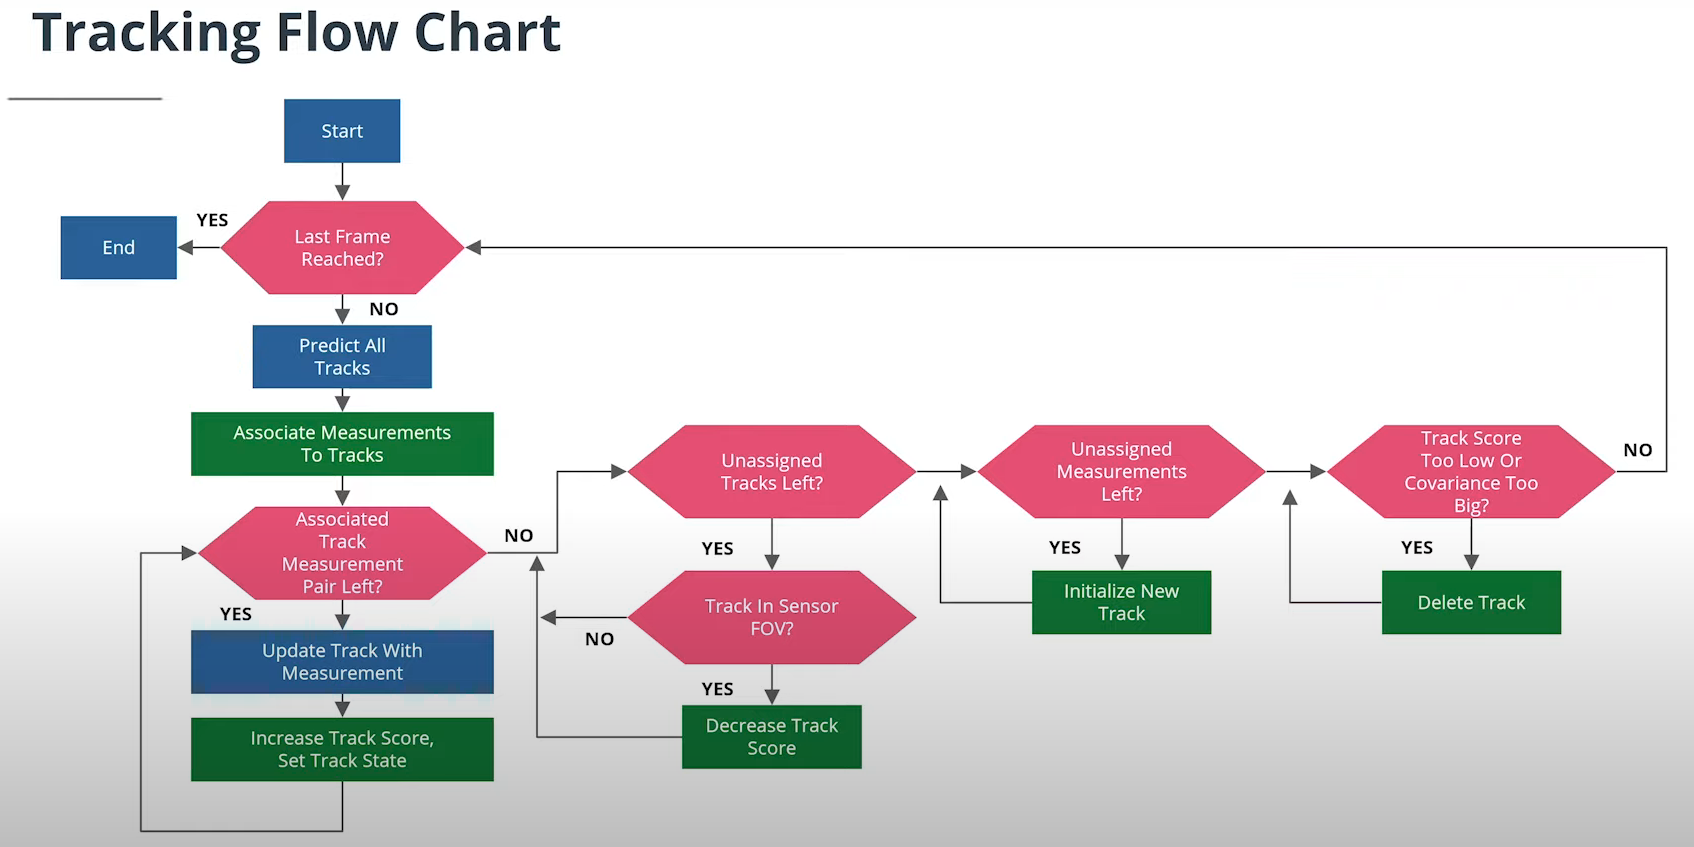 Tracking Flow Chart
Start
YES
End
Last Frame
Reached?
NO
Predict All
Tracks
Associate Measurements
To Tracks
Associated
Track
Measurement
Pair Left?
NO
YES
Update Track With
Measurement
Increase Track Score,
Set Track State
Unassigned
Tracks Left?
YES
Track In Sensor
FOV?
NO
YES
Decrease Track
Score
Unassigned
Measurements
Left?
YES
Initialize New
Track
Track Score
Too Low Or
Covariance Too
Big?
NO
YES
Delete Track